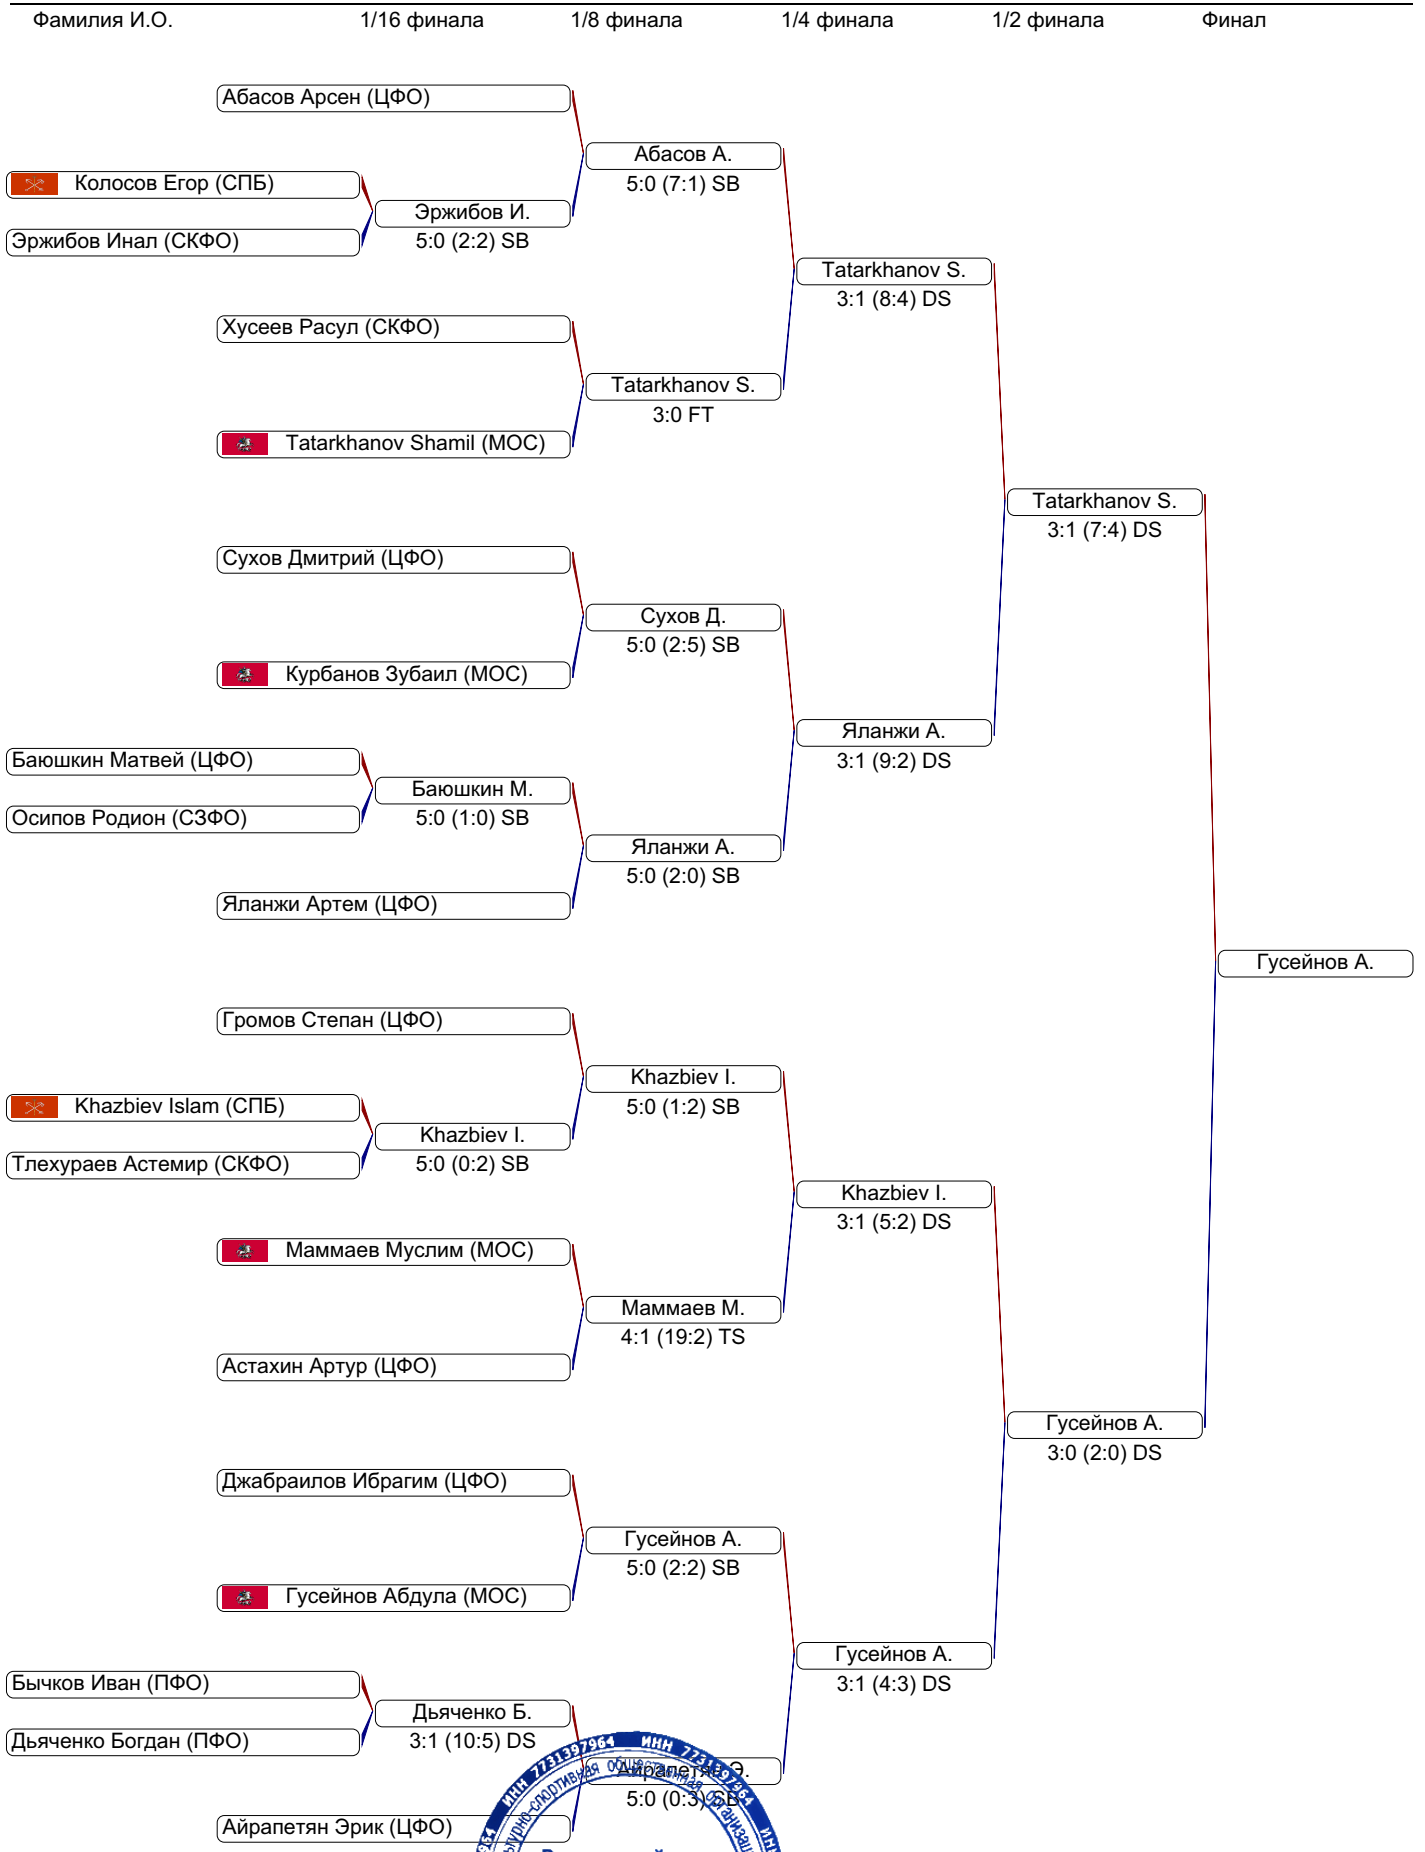 Фамилия И.О. 1/16 финала 1/8 финала 1/4 финала 1/2 финала Финал
Абасов Арсен (ЦФО)
Абасов А.
Колосов Егор (СПБ)
5:0 (7:1) SB
Эржибов И.
Эржибов Инал (СКФО)
5:0 (2:2) SB
Tatarkhanov S.
3:1 (8:4) DS
Хусеев Расул (СКФО)
Tatarkhanov S.
3:0 FT
Tatarkhanov Shamil (МОС)
Tatarkhanov S.
3:1 (7:4) DS
Сухов Дмитрий (ЦФО)
Сухов Д.
5:0 (2:5) SB
Курбанов Зубаил (МОС)
Яланжи А.
3:1 (9:2) DS
Баюшкин Матвей (ЦФО)
Баюшкин М.
Осипов Родион (СЗФО)
5:0 (1:0) SB
Яланжи А.
5:0 (2:0) SB
Яланжи Артем (ЦФО)
Гусейнов А.
Громов Степан (ЦФО)
Khazbiev I.
Khazbiev Islam (СПБ)
5:0 (1:2) SB
Khazbiev I.
Тлехураев Астемир (СКФО)
5:0 (0:2) SB
Khazbiev I.
3:1 (5:2) DS
Маммаев Муслим (МОС)
Маммаев М.
4:1 (19:2) TS
Астахин Артур (ЦФО)
Гусейнов А.
3:0 (2:0) DS
Джабраилов Ибрагим (ЦФО)
Гусейнов А.
5:0 (2:2) SB
Гусейнов Абдула (МОС)
Гусейнов А.
3:1 (4:3) DS
Бычков Иван (ПФО)
Дьяченко Б.
Дьяченко Богдан (ПФО)
3:1 (10:5) DS
ИНН 7731397964 ИНН 7731397964
общественная организац
Айрапетян Э.
5:0 (0:3) SB
Айрапетян Эрик (ЦФО)